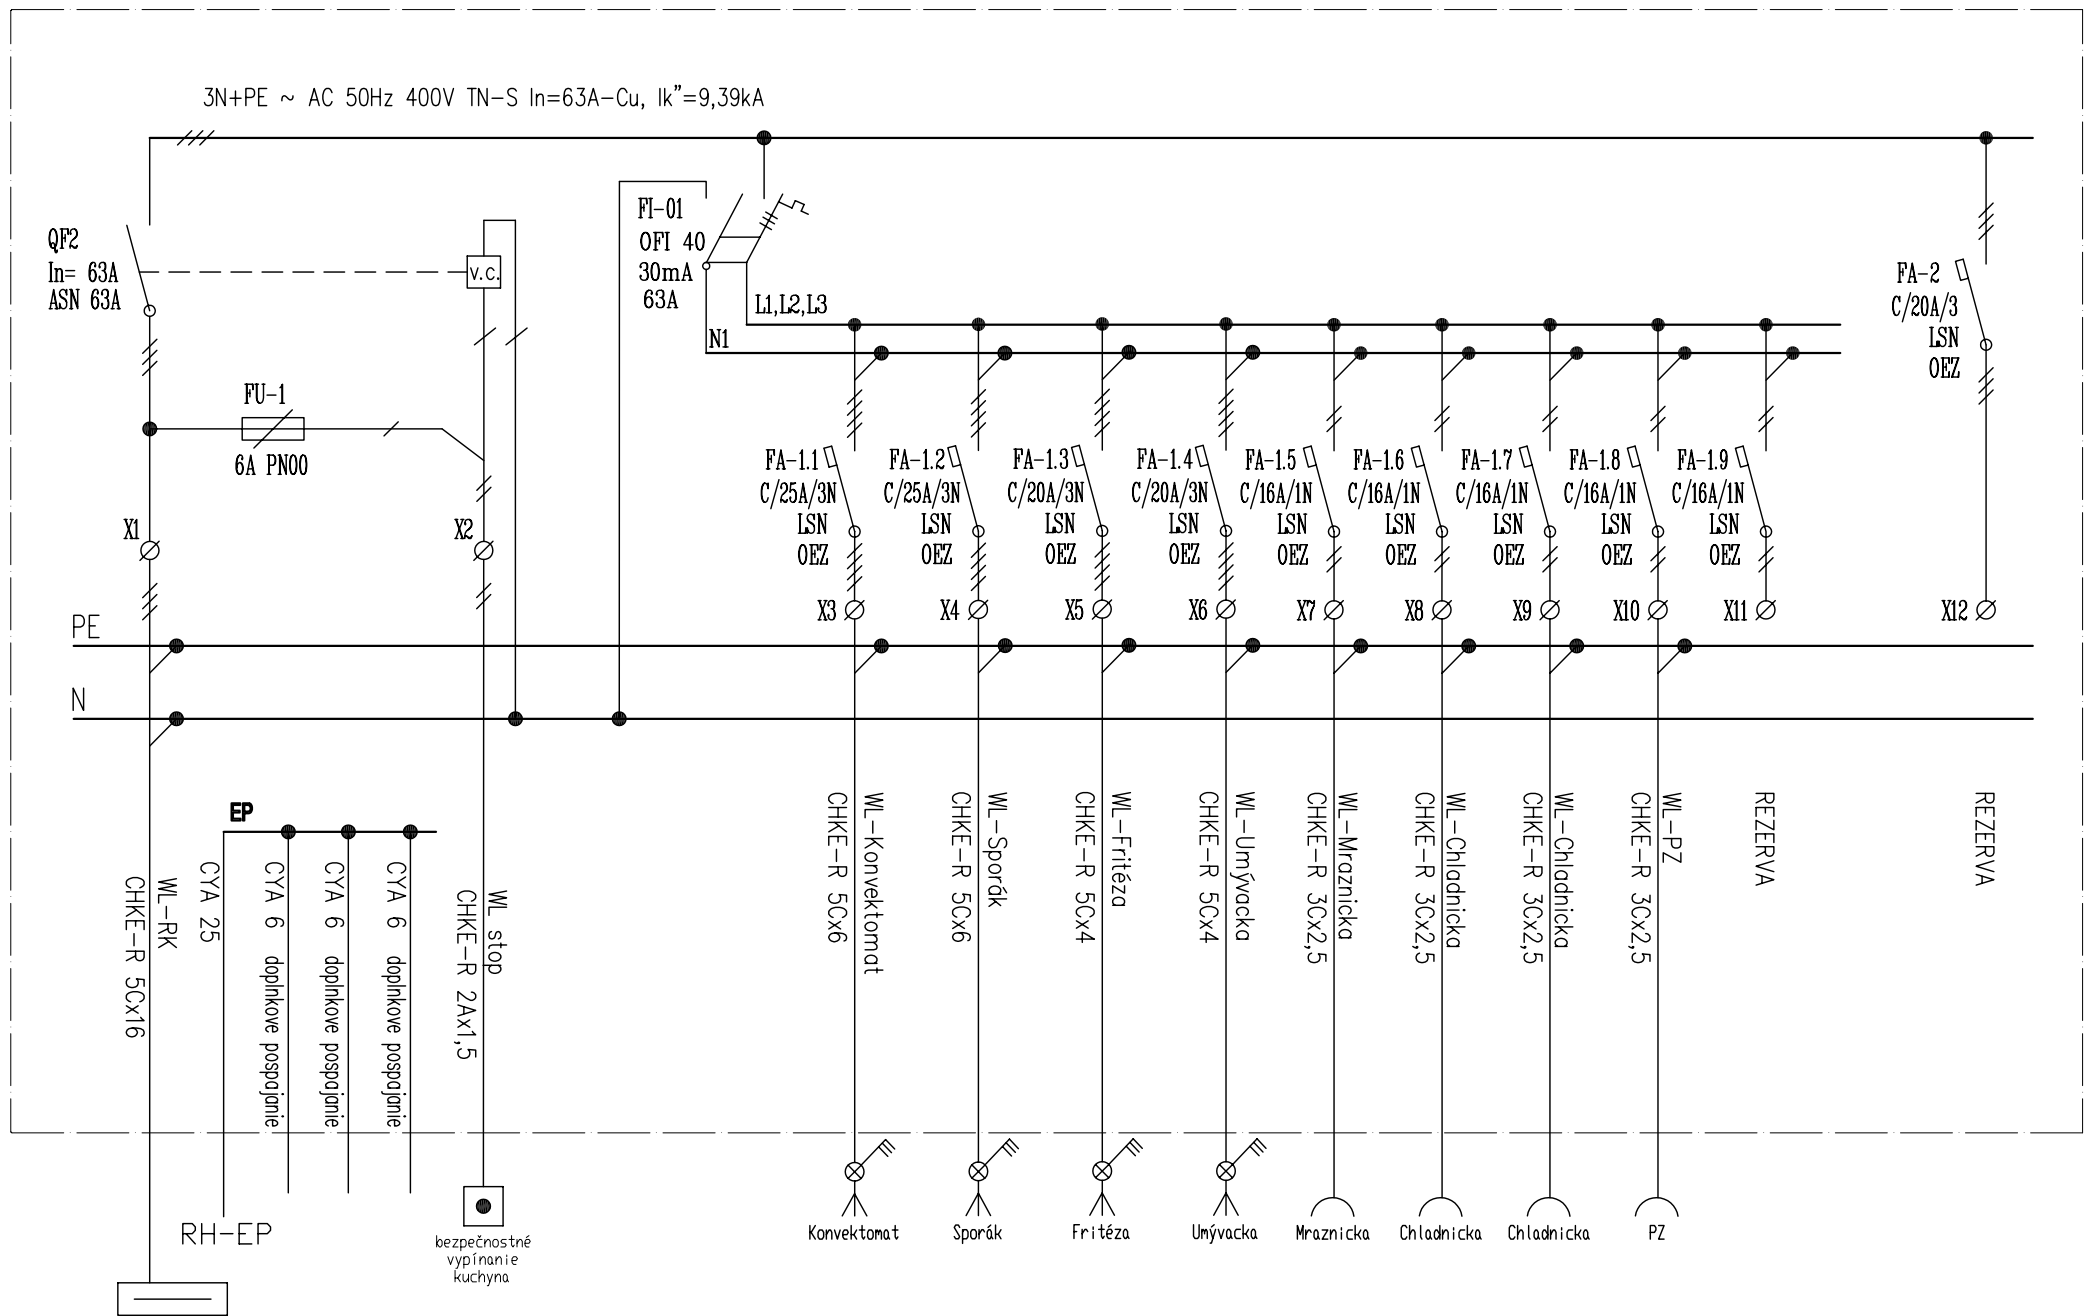 3N+PE ~ AC 50Hz 400V TN-S In=63A-Cu, Ik”=9,39kA
QF2
In= 63A
ASN 63A
v.c.
FI-01
OFI 40
30mA
63A
L1,L2,L3
N1
FA-2
C/20A/3
LSN
OEZ
FU-1
6A PN00
FA-1.1
C/25A/3N
LSN
OEZ
FA-1.2
C/25A/3N
LSN
OEZ
FA-1.3
C/20A/3N
LSN
OEZ
FA-1.4
C/20A/3N
LSN
OEZ
FA-1.5
C/16A/1N
LSN
OEZ
FA-1.6
C/16A/1N
LSN
OEZ
FA-1.7
C/16A/1N
LSN
OEZ
FA-1.8
C/16A/1N
LSN
OEZ
FA-1.9
C/16A/1N
LSN
OEZ
X1
X2
X3
X4
X5
X6
X7
X8
X9
X10
X11
X12
PE
N
EP
WL-RK
CHKE-R 5Cx16
CYA 25
CYA 6 doplnkove pospajanie
CYA 6 doplnkove pospajanie
CYA 6 doplnkove pospajanie
WL stop
CHKE-R 2Ax1,5
WL-Konvektomat
CHKE-R 5Cx6
WL-Sporák
CHKE-R 5Cx6
WL-Fritéza
CHKE-R 5Cx4
WL-Umývacka
CHKE-R 5Cx4
WL-Mraznicka
CHKE-R 3Cx2,5
WL-Chladnicka
CHKE-R 3Cx2,5
WL-Chladnicka
CHKE-R 3Cx2,5
WL-PZ
CHKE-R 3Cx2,5
REZERVA
REZERVA
RH-EP
bezpečnostné
vypínanie
kuchyna
Konvektomat
Sporák
Fritéza
Umývacka
Mraznicka
Chladnicka
Chladnicka
PZ